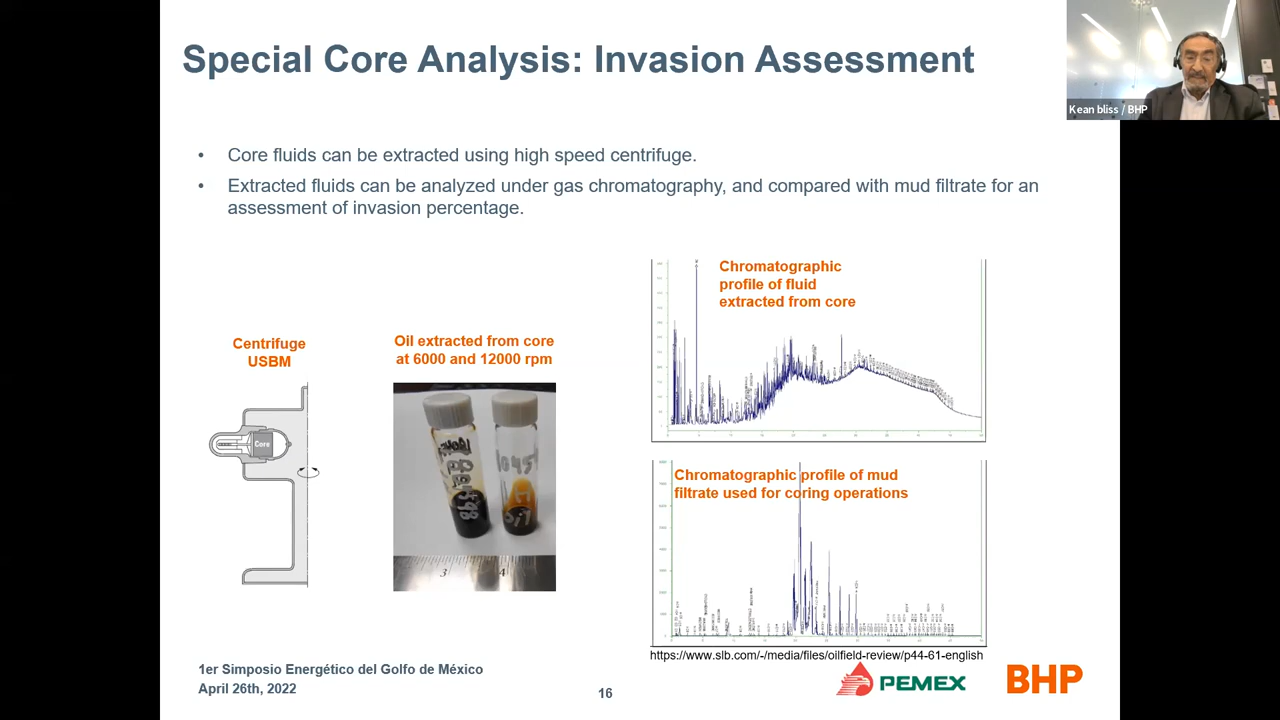 Special Core Analysis: Invasion Assessment
Kean bliss / BHP
• Core fluids can be extracted using high speed centrifuge.
• Extracted fluids can be analyzed under gas chromatography, and compared with mud filtrate for an
assessment of invasion percentage.
Centrifuge
USBM
Core
Oil extracted from core
at 6000 and 12000 rpm
3
4
Oil
Chromatographic
profile of fluid
extracted from core
Chromatographic profile of mud
filtrate used for coring operations
https://www.slb.com/-/media/files/oilfield-review/p44-61-english
1er Simposio Energético del Golfo de México
April 26th, 2022
16
PEMEX
BHP